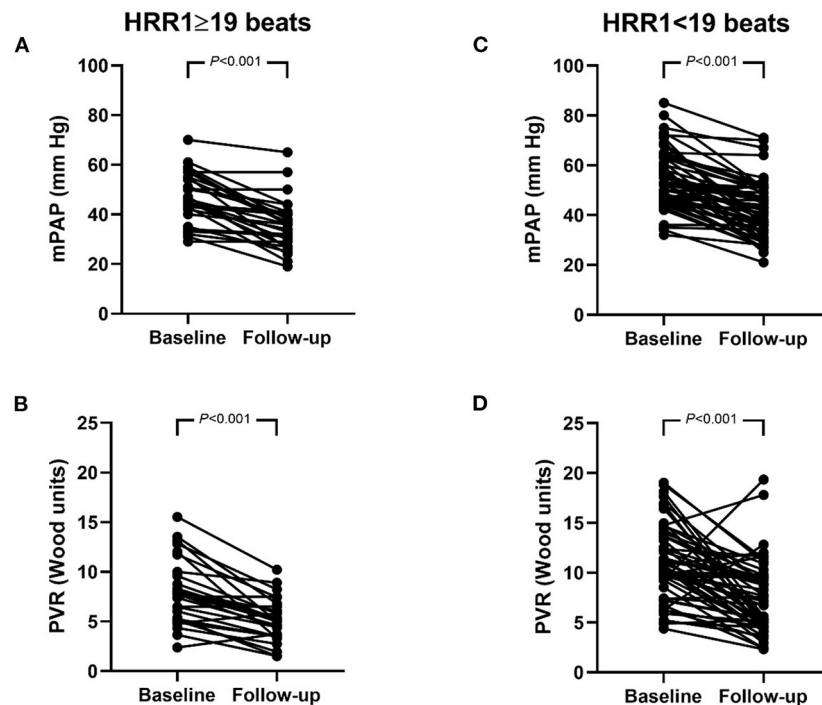 HRR1≥19 beats
A
P<0.001
100
80
60
40
20
0
mPAP (mm Hg)
Baseline Follow-up
HRR1<19 beats
C
P<0.001
100
80
60
40
20
0
mPAP (mm Hg)
Baseline Follow-up
B
P<0.001
25
20
15
10
5
0
PVR (Wood units)
Baseline Follow-up
D
P<0.001
25
20
15
10
5
0
PVR (Wood units)
Baseline Follow-up